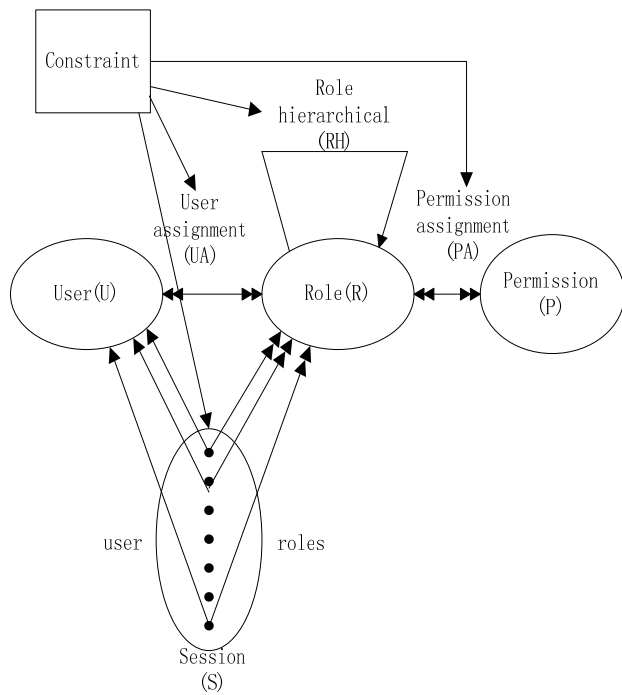 Constraint
Role
hierarchical
(RH)
User
assignment
(UA)
Permission
assignment
(PA)
User(U)
Role(R)
Permission
(P)
user
roles
Session
(S)